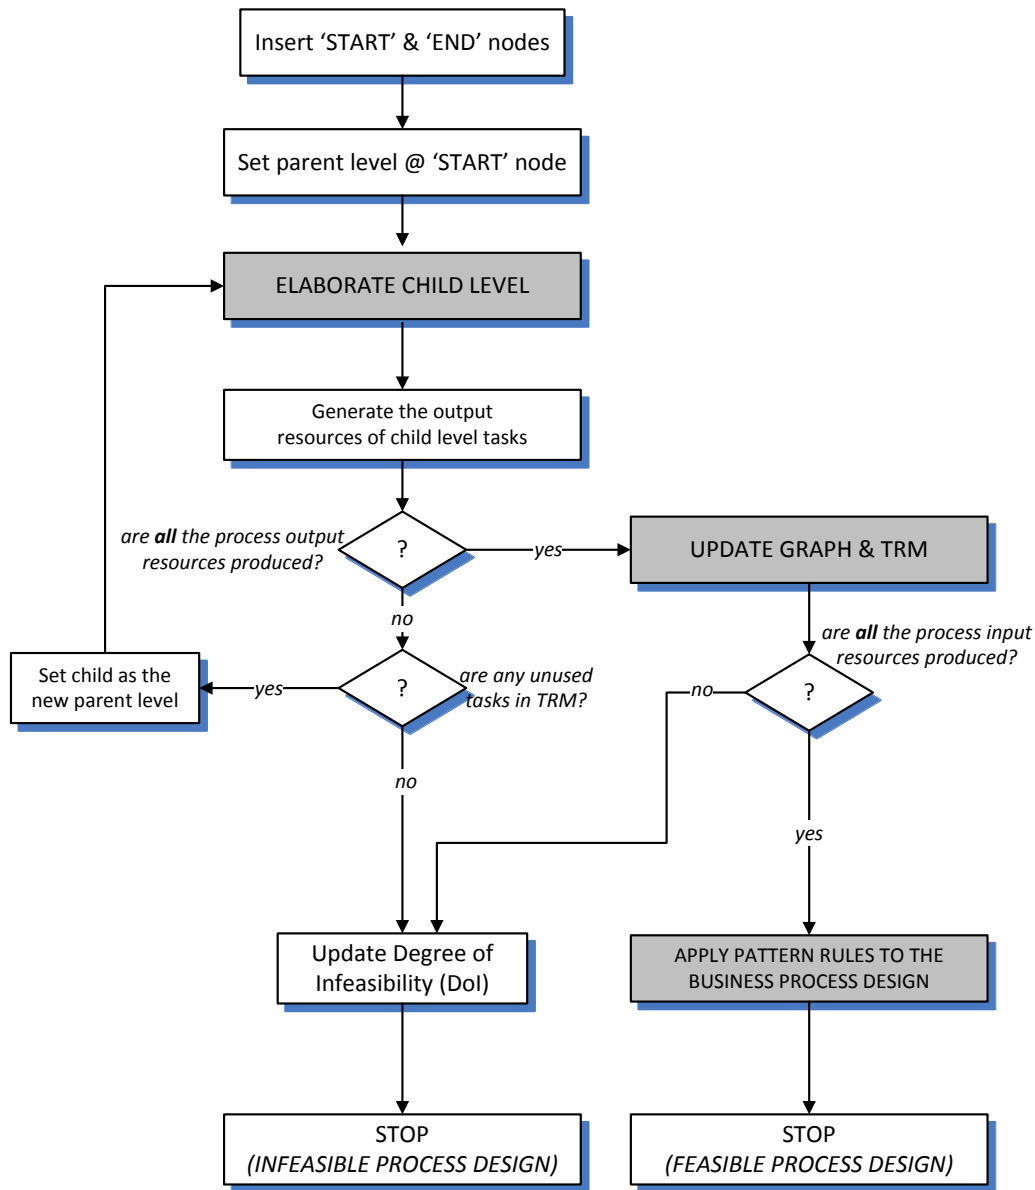 Insert ‘START’ & ‘END’ nodes
Set parent level @ ‘START’ node
ELABORATE CHILD LEVEL
Generate the output
resources of child level tasks
are all the process output
resources produced?
?
yes
UPDATE GRAPH & TRM
no
are all the process input
resources produced?
Set child as the
new parent level
yes
?
are any unused
tasks in TRM?
no
?
no
yes
Update Degree of
Infeasibility (DoI)
APPLY PATTERN RULES TO THE
BUSINESS PROCESS DESIGN
STOP
(INFEASIBLE PROCESS DESIGN)
STOP
(FEASIBLE PROCESS DESIGN)